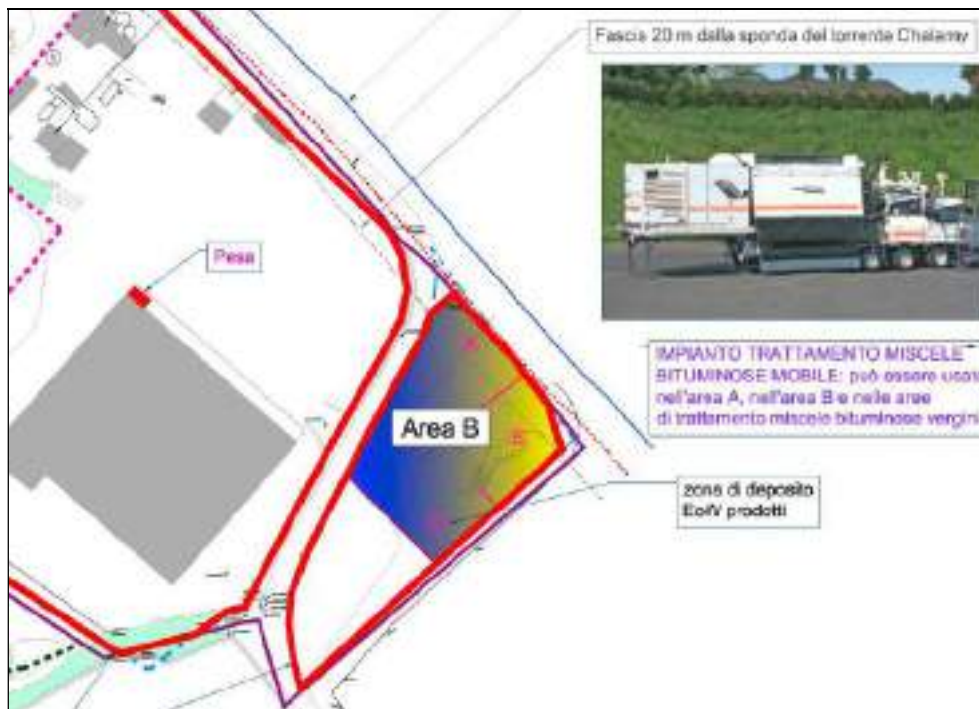 Fascia 20 m dalla sponda del torrente Chalamy
Pesa
IMPIANTO TRATTAMENTO MISCELE
BITUMINOSE MOBILE: può essere usato
nell'area A, nell'area B e nelle aree
di trattamento miscele bituminose vergini
Area B
zona di deposito
EoW prodotti